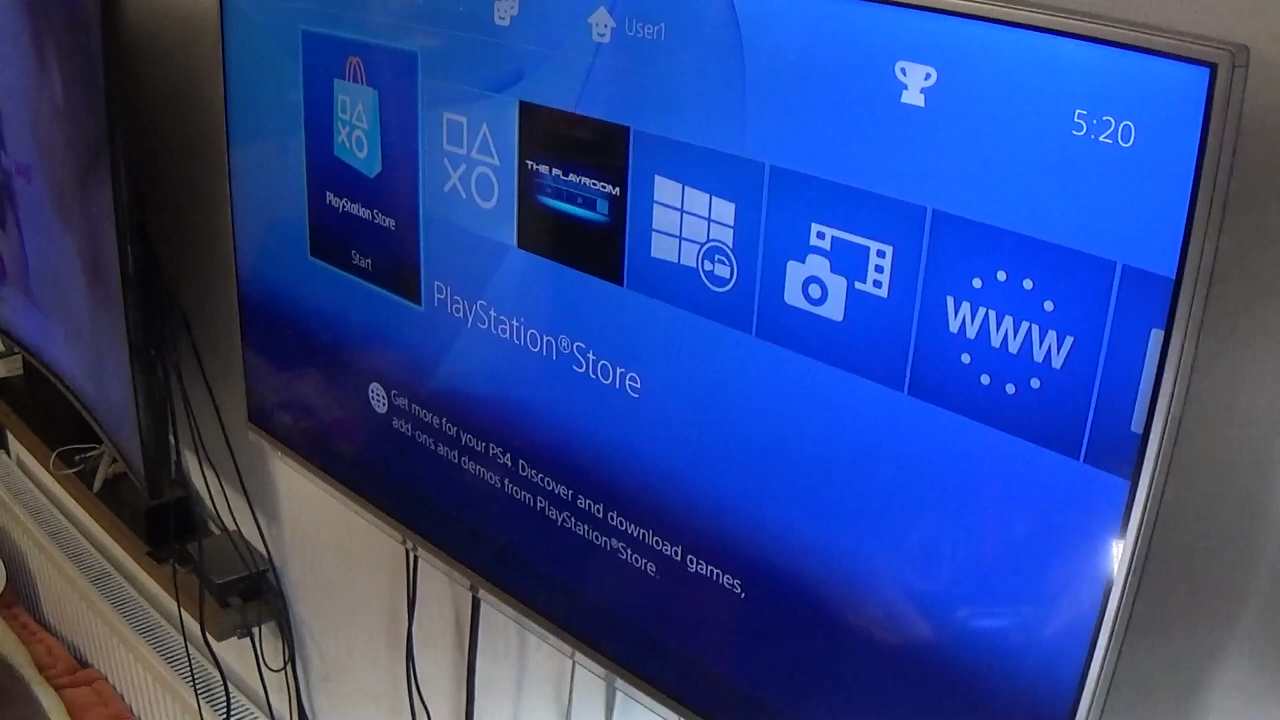 User1
5:20
PlayStation Store
Start
THE PLAYROOM
WWW
PlayStation®Store
Get more for your PS4. Discover and download games,
add-ons and demos from PlayStation®Store.